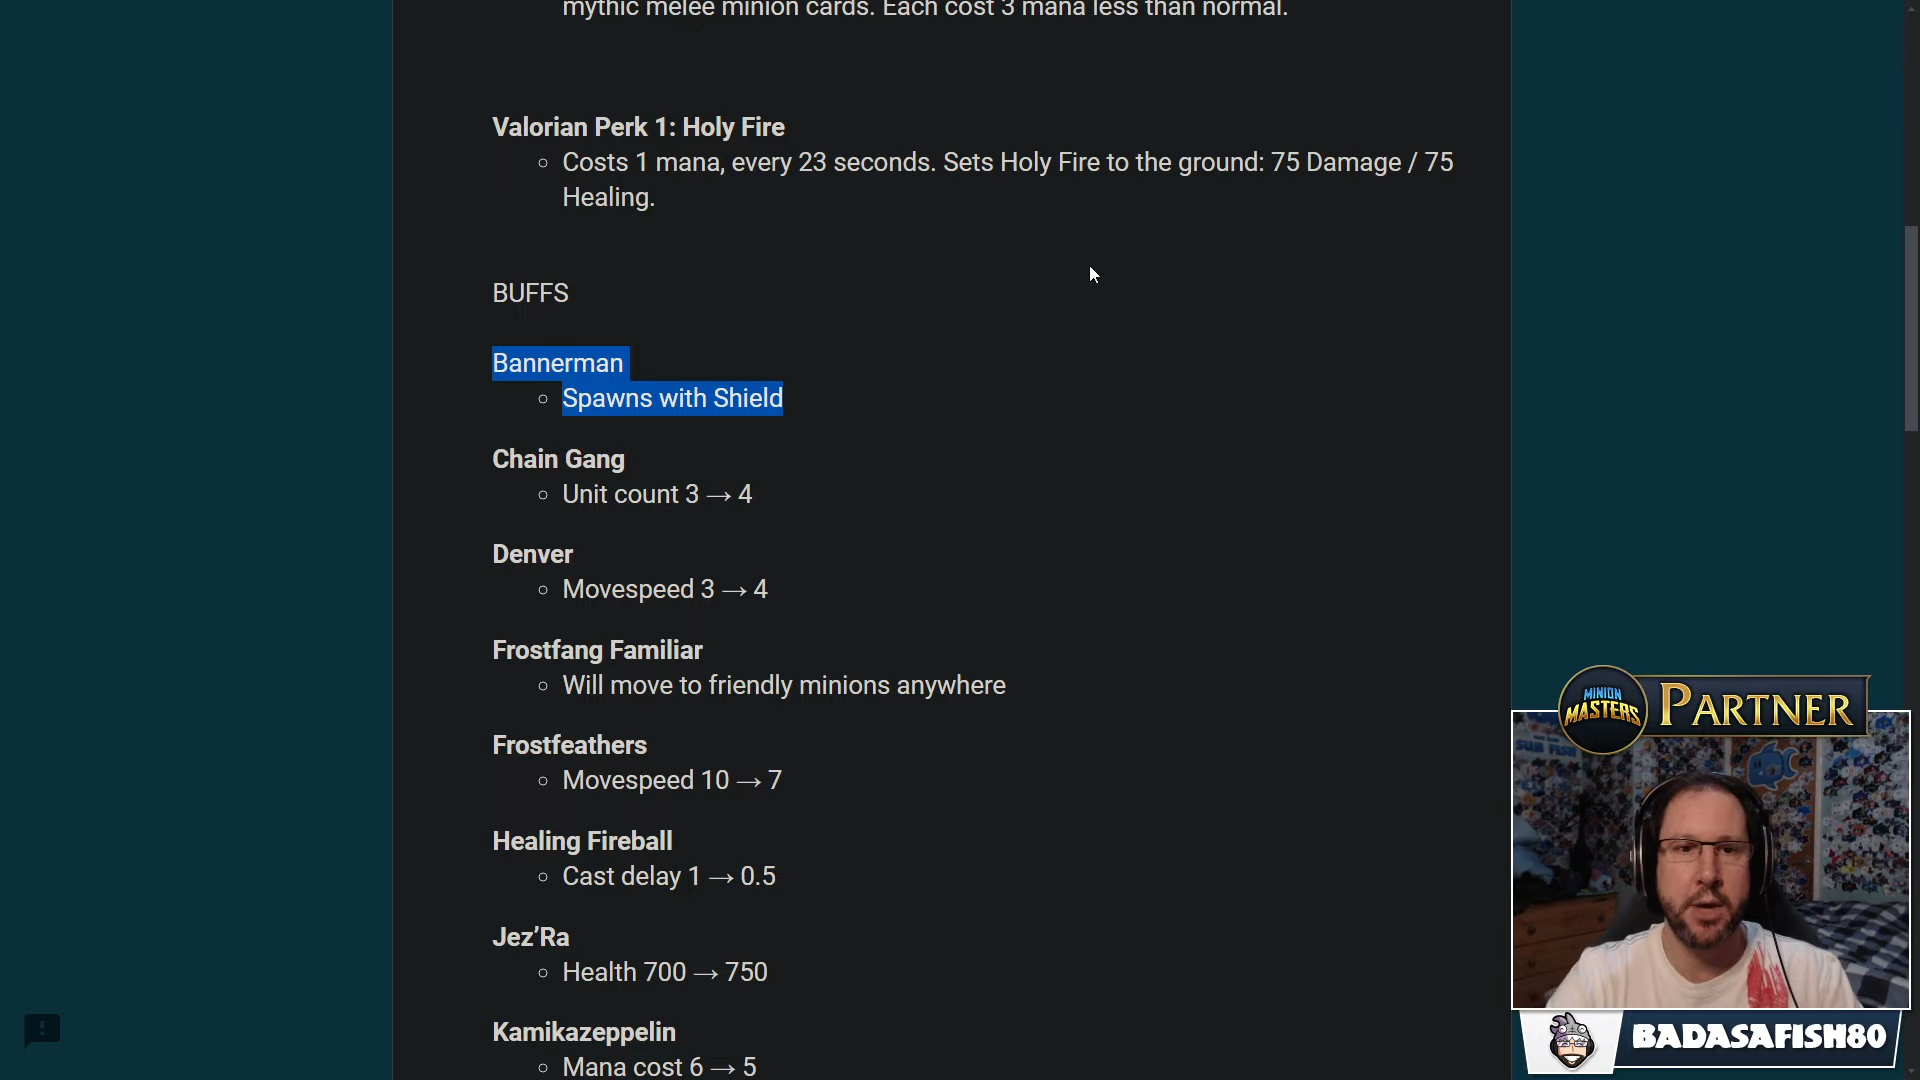 mythic melee minion cards. Each cost 3 mana less than normal.
Valorian Perk 1: Holy Fire
Costs 1 mana, every 23 seconds. Sets Holy Fire to the ground: 75 Damage / 75
Healing.
BUFFS
Bannerman
Spawns with Shield
Chain Gang
Unit count 3 → 4
Denver
Movespeed 3 → 4
Frostfang Familiar
Will move to friendly minions anywhere
Frostfeathers
Movespeed 10 → 7
Healing Fireball
Cast delay 1 → 0.5
Jez’Ra
Health 700 → 750
Kamikazeppelin
Mana cost 6 → 5
MINION
MASTERS
PARTNER
SUB FISH
BADASAFISH80